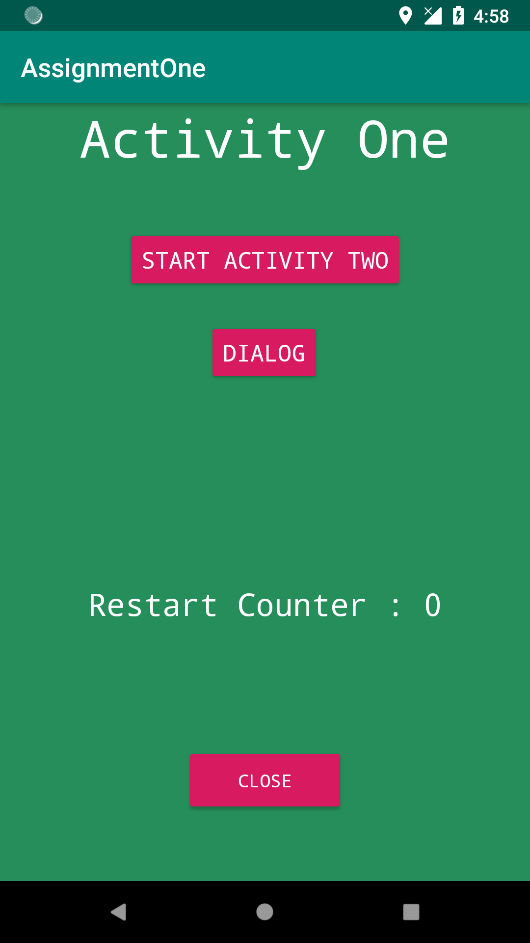 4:58
AssignmentOne
Activity One
START ACTIVITY TWO
DIALOG
Restart Counter : 0
CLOSE